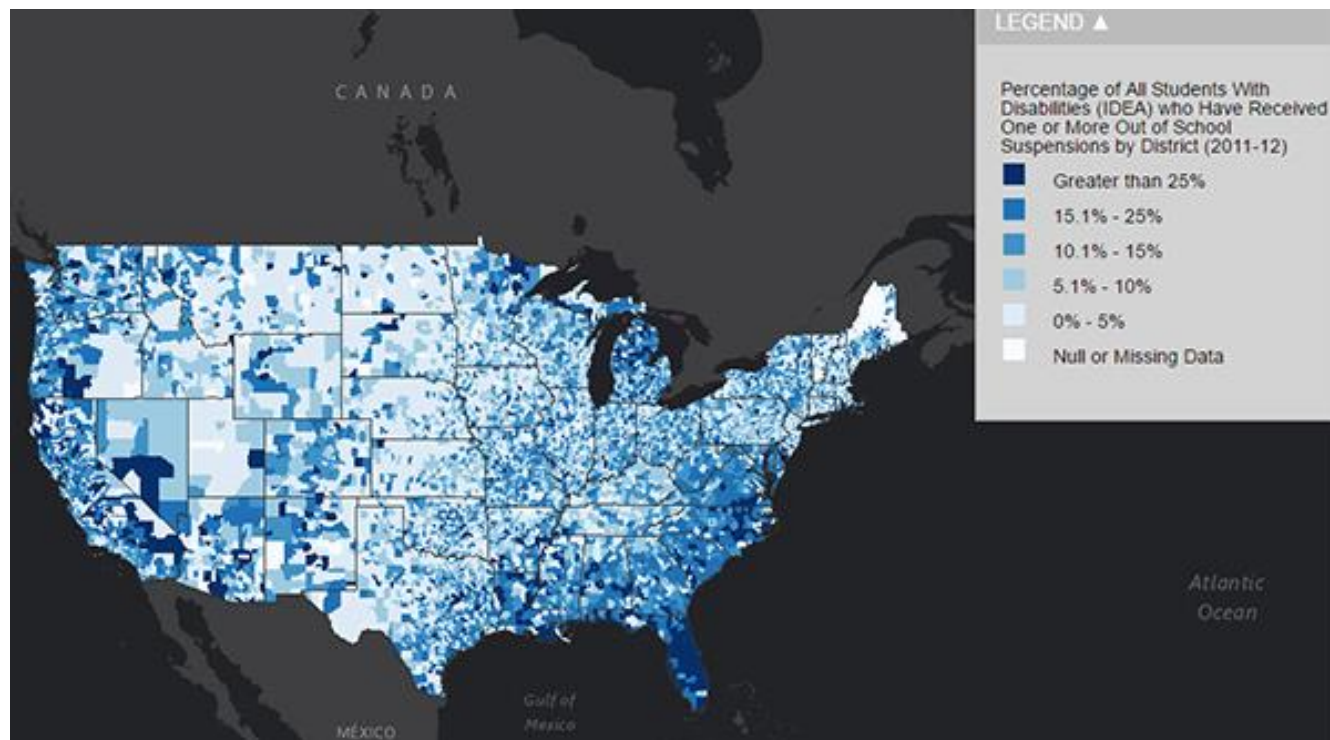 LEGEND ▲
Percentage of All Students With
Disabilities (IDEA) who Have Received
One or More Out of School
Suspensions by District (2011-12)
Greater than 25%
15.1% - 25%
10.1% - 15%
5.1% - 10%
0% - 5%
Null or Missing Data
CANADA
Atlantic
Ocean
Gulf of
Mexico
MÉXICO